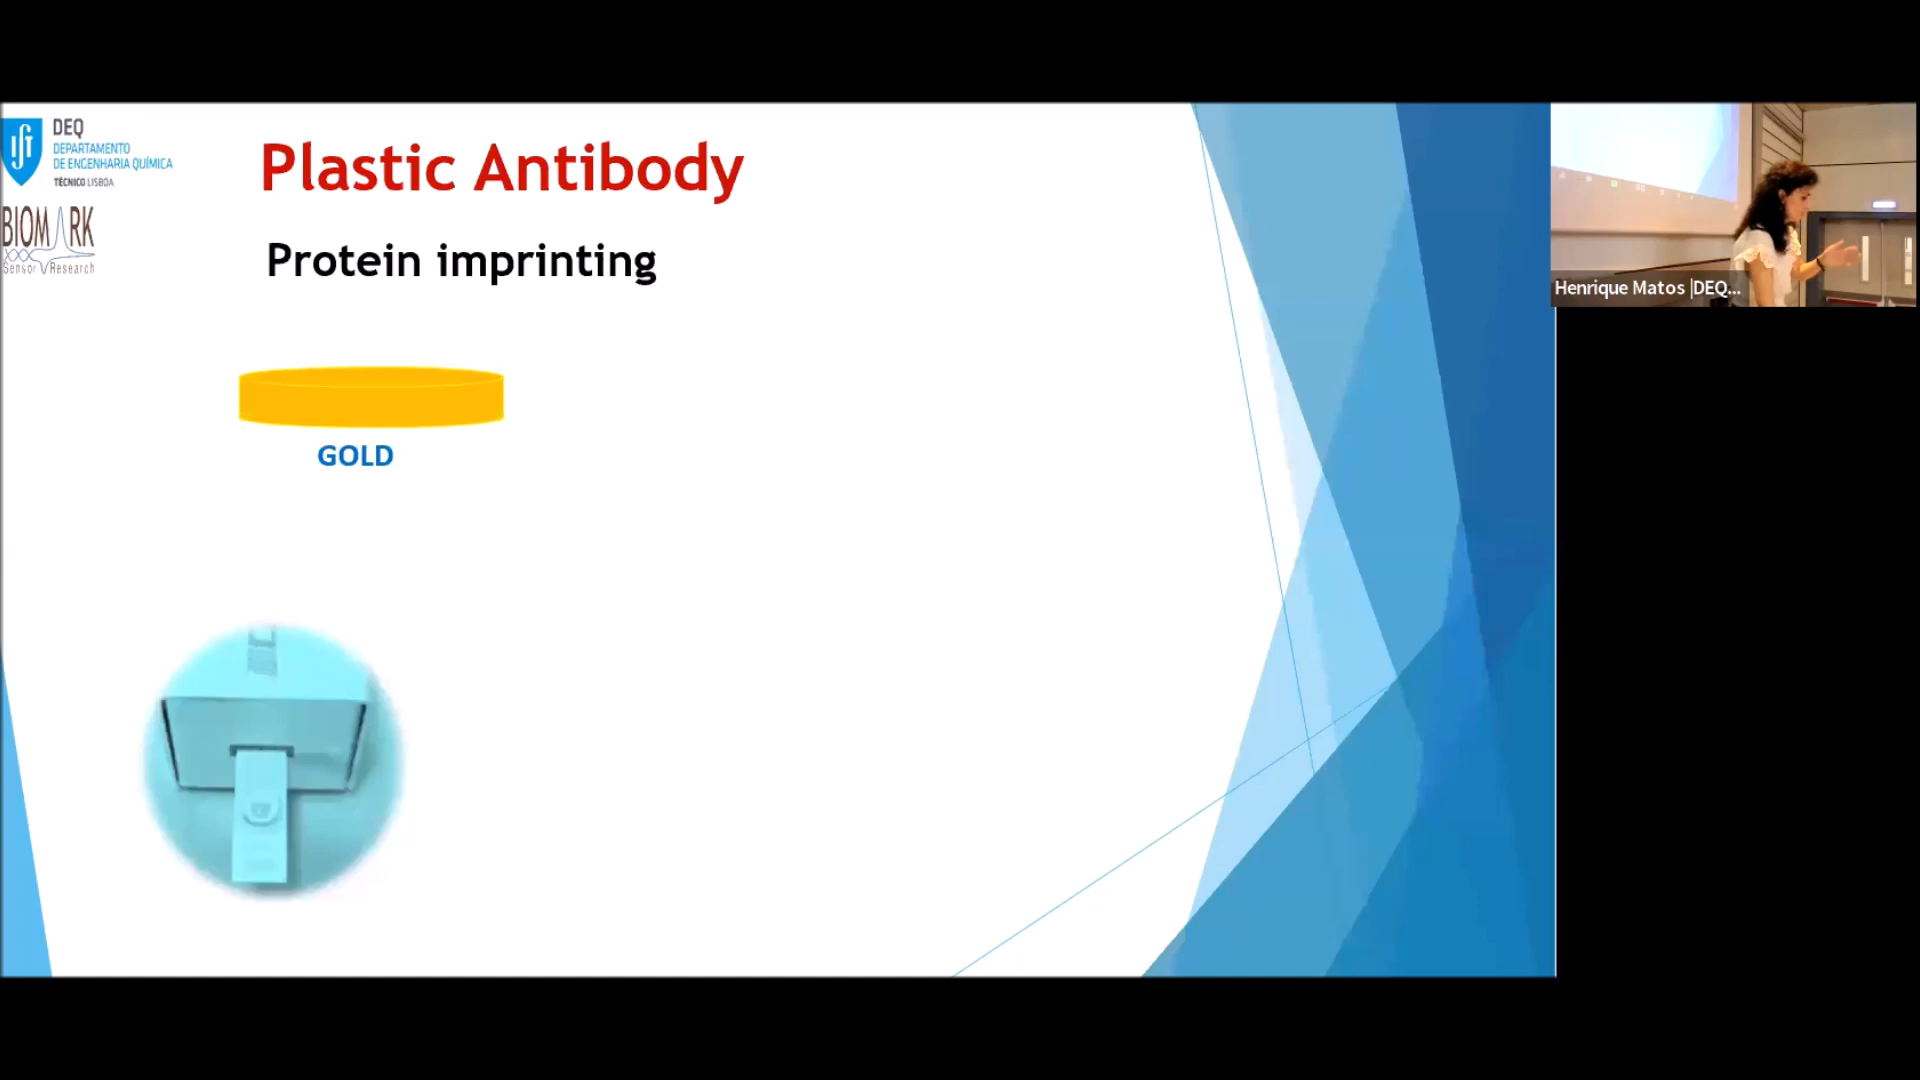 DEQ
DEPARTAMENTO
DE ENGENHARIA QUÍMICA
TÉCNICO LISBOA
BIOMARK
Sensor Research
Plastic Antibody
Protein imprinting
GOLD
Henrique Matos |DEQ...